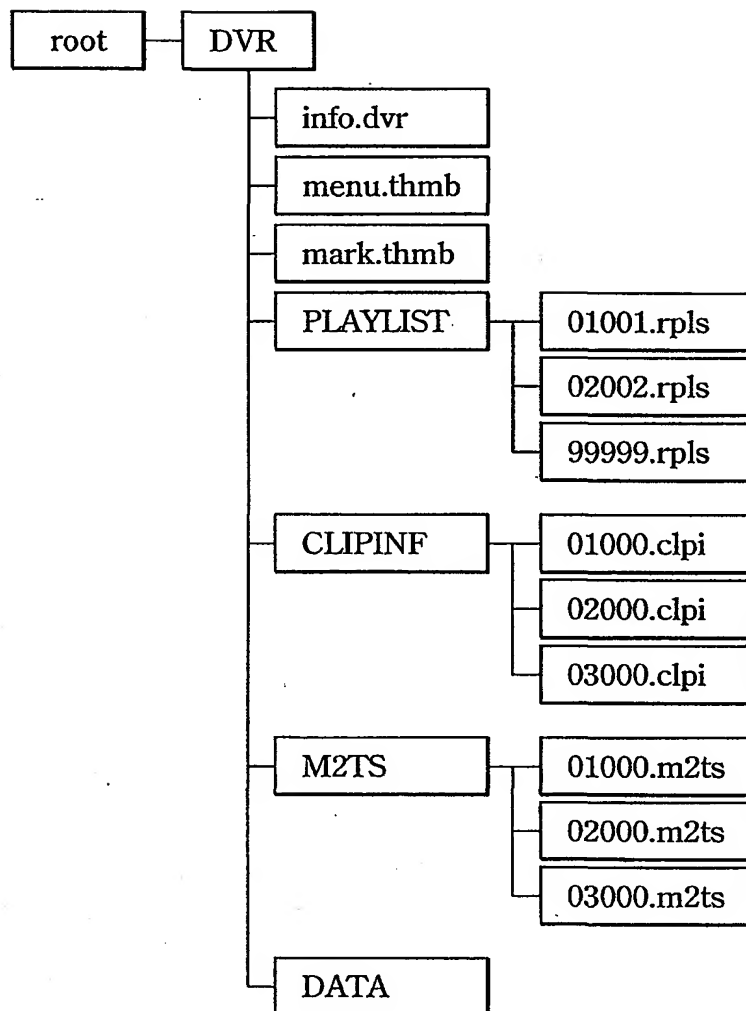 root DVR
info.dvr
menu.thmb
mark.thmb
PLAYLIST 01001.rpls
02002.rpls
99999.rpls
CLIPINF 01000.clpi
02000.clpi
03000.clpi
M2TS 01000.m2ts
02000.m2ts
03000.m2ts
DATA